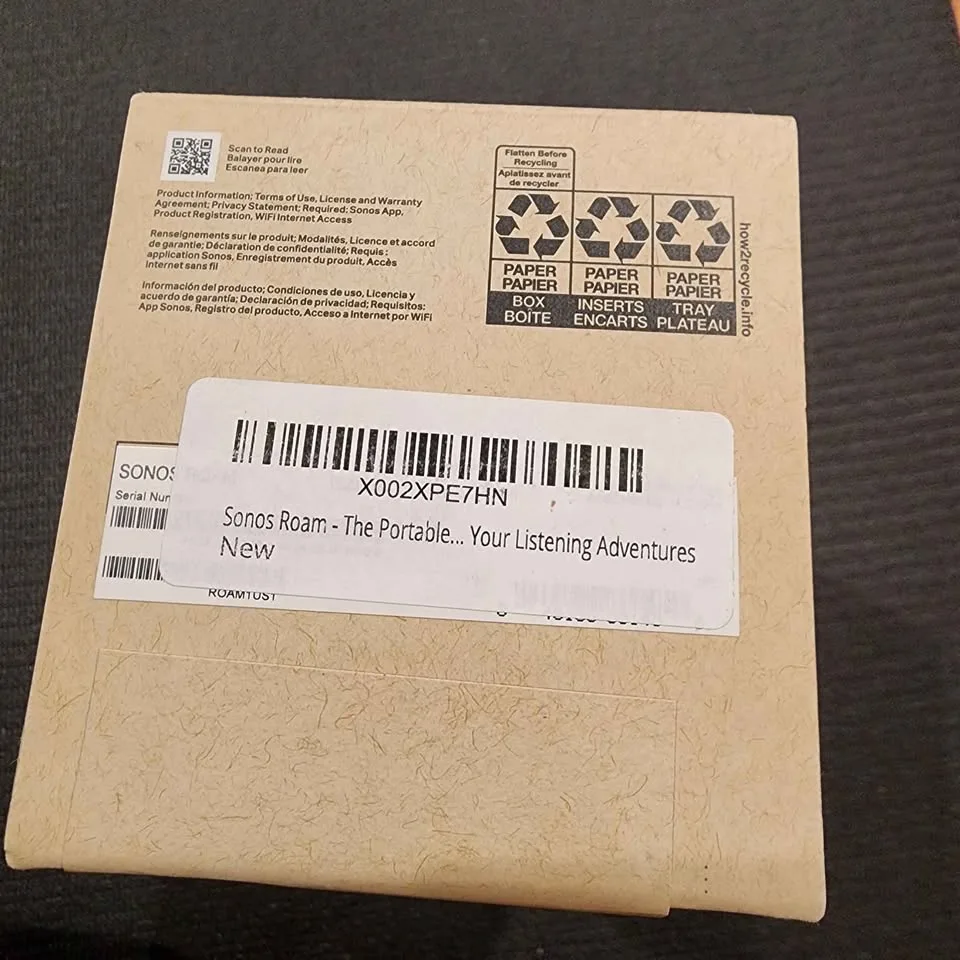 Scan to Read
Balayer pour lire
Escanea para leer
Product Information; Terms of Use, License and Warranty
Agreement; Privacy Statement; Required: Sonos App,
Product Registration, WiFi Internet Access
Renseignements sur le produit; Modalités, Licence et accord
de garantie; Déclaration de confidentialité; Requis :
application Sonos, Enregistrement du produit, Accès
Internet sans fil
Información del producto; Condiciones de uso, Licencia y
acuerdo de garantía; Declaración de privacidad; Requisitos:
App Sonos, Registro del producto, Acceso a Internet por WiFi
Flatten Before
Recycling
Aplatissez avant
de recycler
PAPER
PAPIER
BOX
BOÎTE
PAPER
PAPIER
INSERTS
ENCARTS
PAPER
PAPIER
TRAY
PLATEAU
how2recycle.info
SONOS
Serial Num
X002XPE7HN
Sonos Roam - The Portable... Your Listening Adventures
New
ROAM1US1